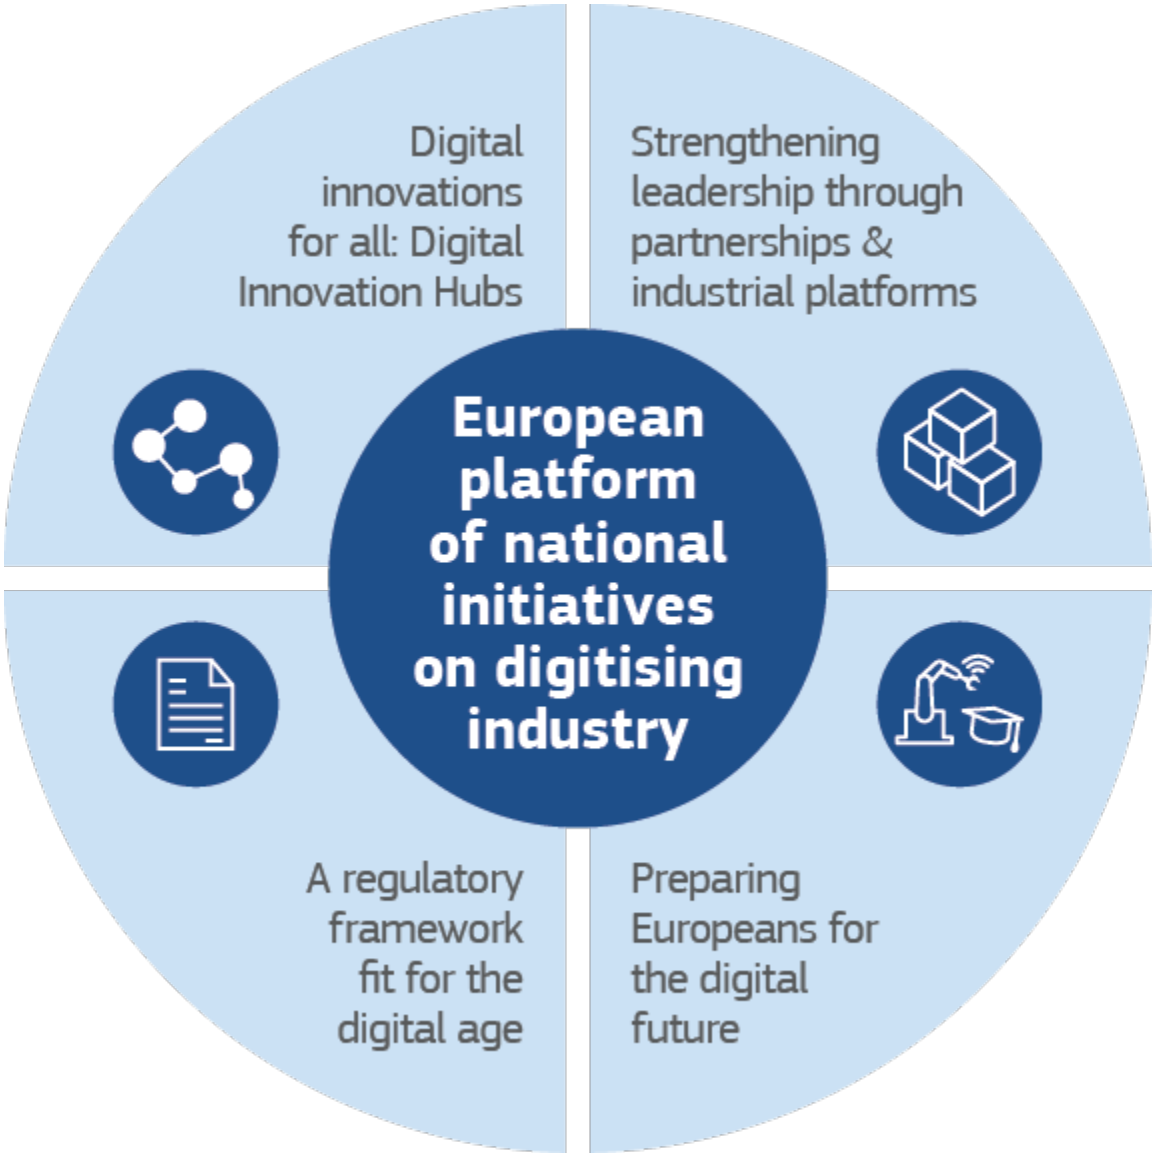 Digital
innovations
for all: Digital
Innovation Hubs
Strengthening
leadership through
partnerships &
industrial platforms
European
platform
of national
initiatives
on digitising
industry
A regulatory
framework
fit for the
digital age
Preparing
Europeans for
the digital
future